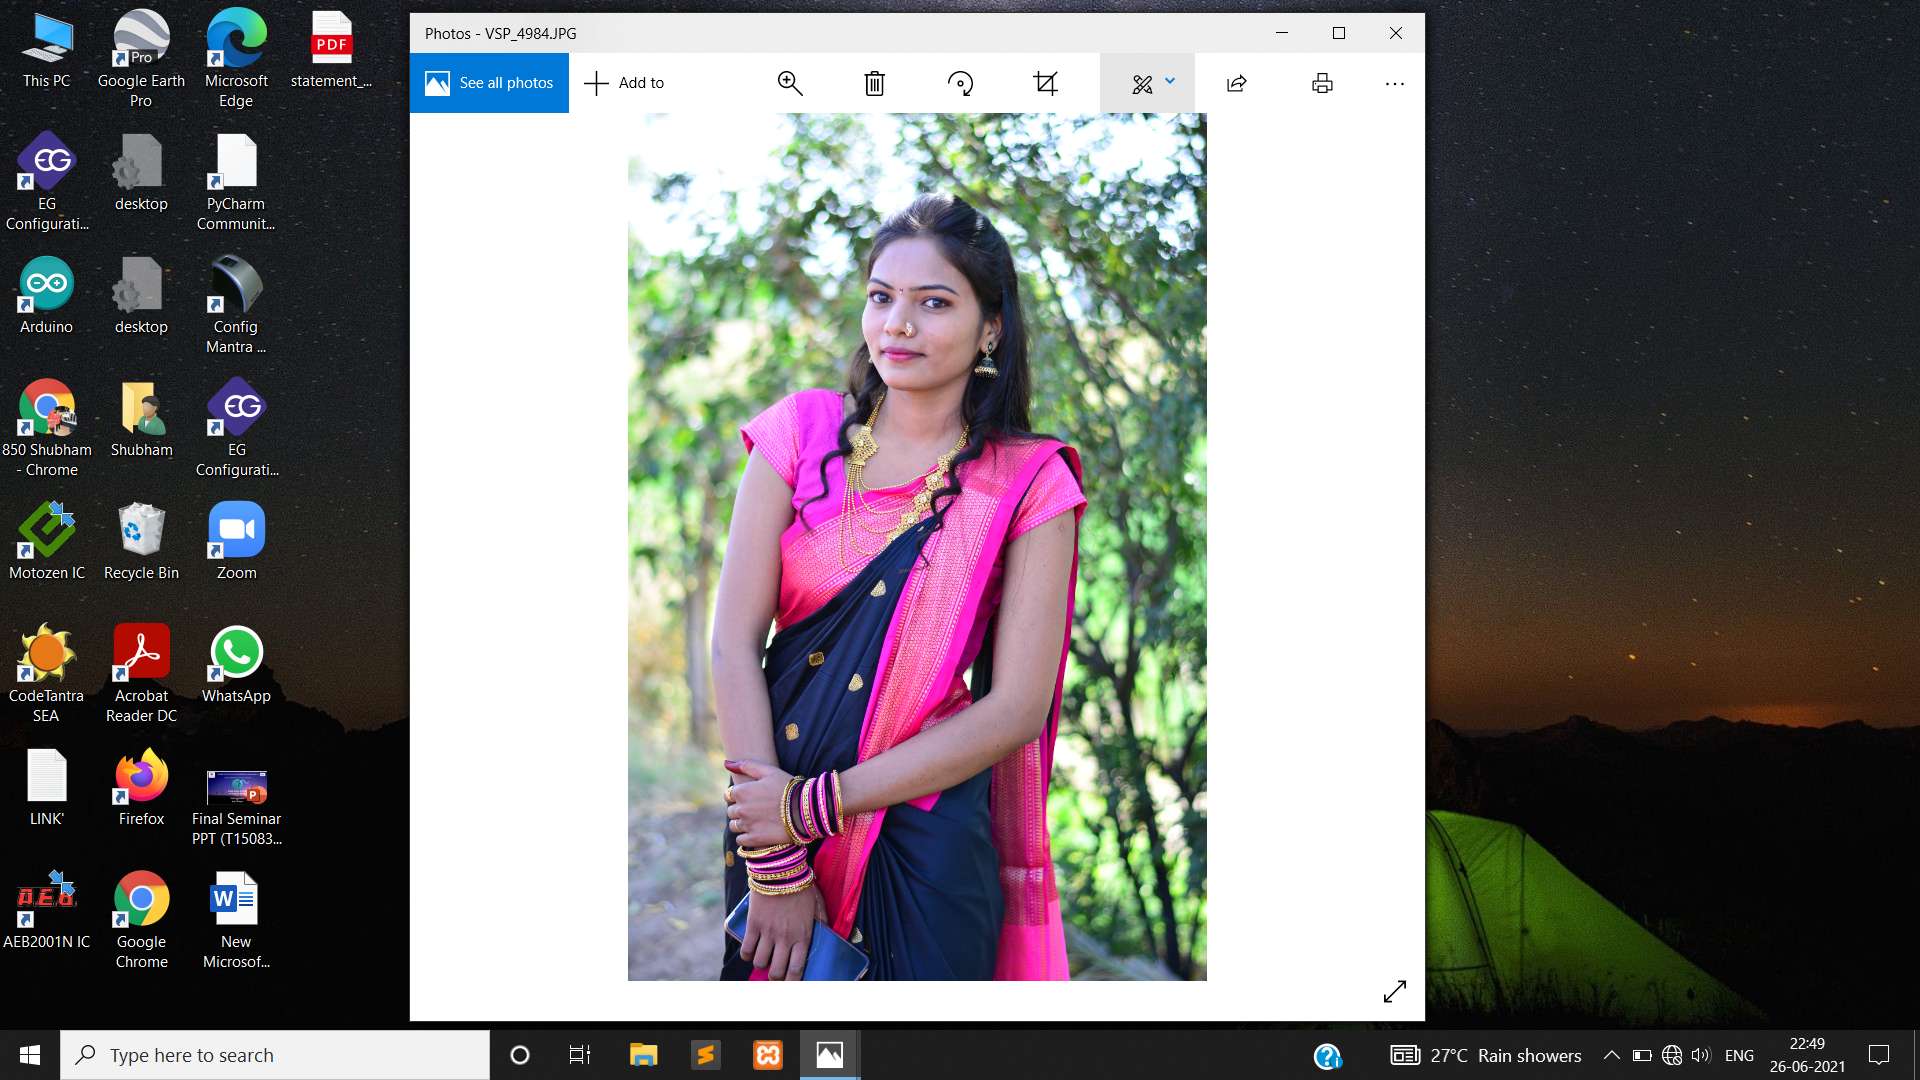 Photos - VSP_4984.JPG
See all photos
Add to
This PC
Google Earth
Pro
Microsoft
Edge
PDF
statement_...
EG
Configurati...
desktop
PyCharm
Communit...
Arduino
desktop
Config
Mantra ...
850 Shubham
- Chrome
Shubham
EG
Configurati...
Motozen IC
Recycle Bin
Zoom
CodeTantra
SEA
Acrobat
Reader DC
WhatsApp
LINK'
Firefox
Final Seminar
PPT (T15083...
AEB2001N IC
Google
Chrome
New
Microsof...
Type here to search
27°C Rain showers
ENG
22:49
26-06-2021